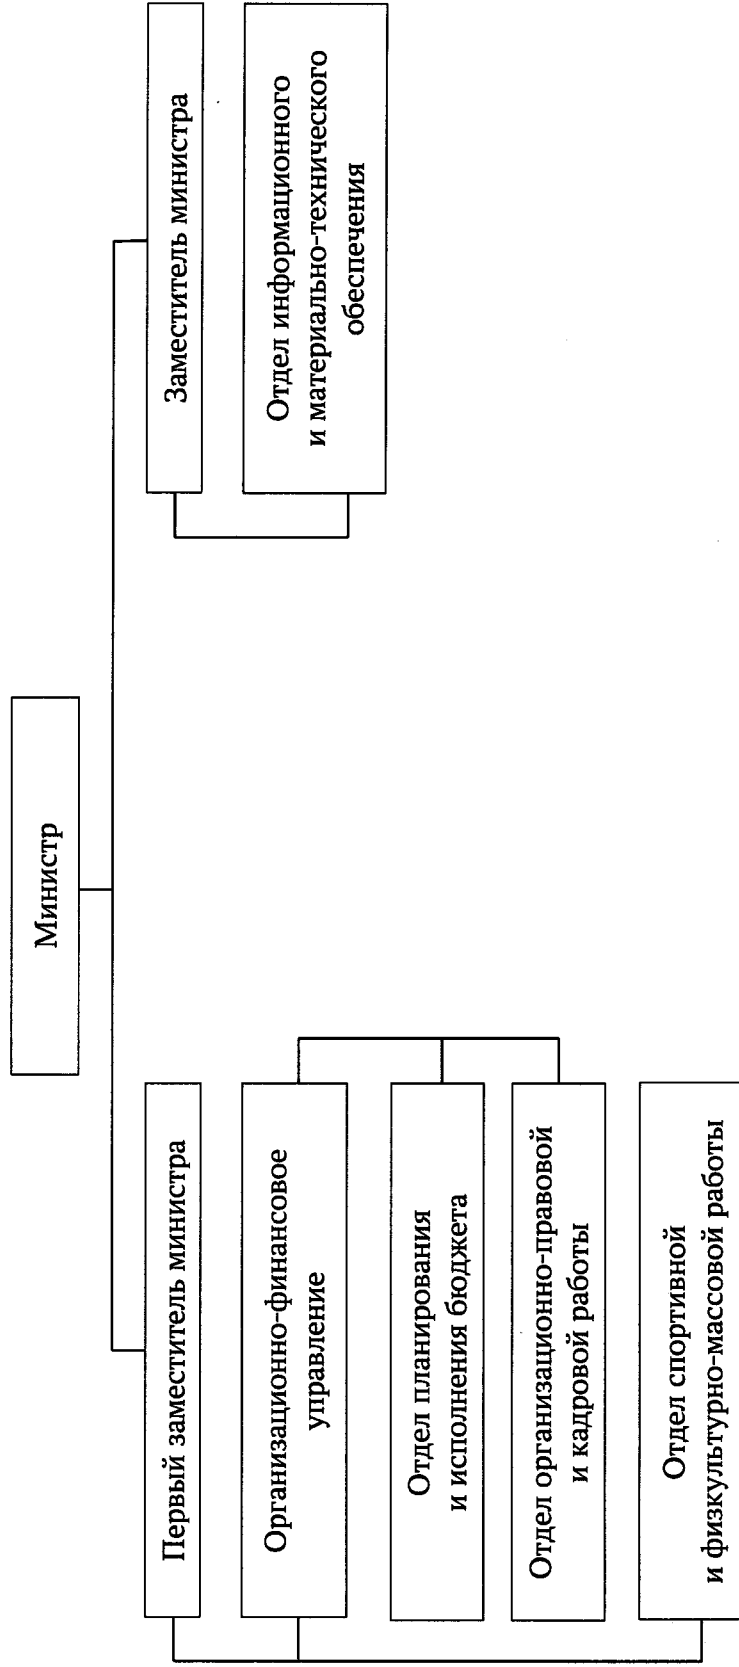 Министр
Первый заместитель министра
Организационно-финансовое
управление
Отдел планирования
и исполнения бюджета
Отдел организационно-правовой
и кадровой работы
Отдел спортивной
и физкультурно-массовой работы
Заместитель министра
Отдел информационного
и материально-технического
обеспечения